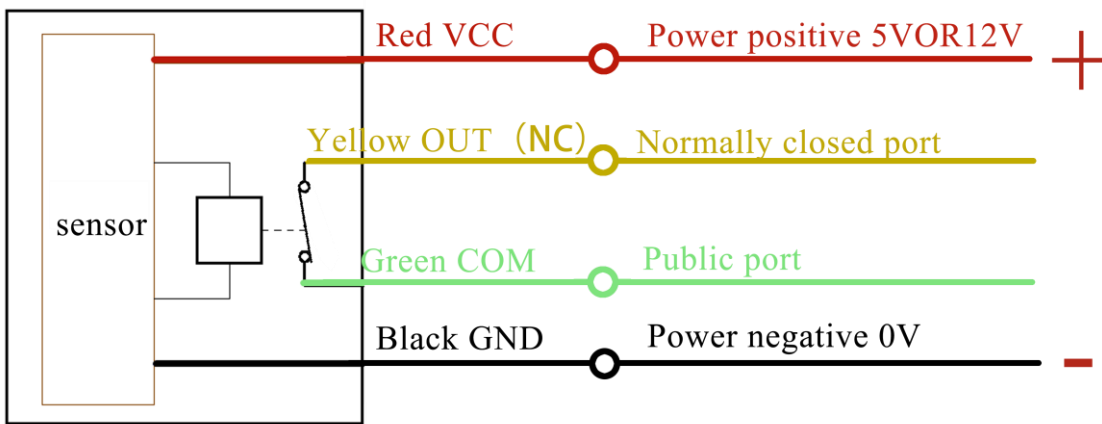 Red VCC
Power positive 5VOR12V
+
Yellow OUT（NC）
Normally closed port
sensor
Green COM
Public port
Black GND
Power negative 0V
-